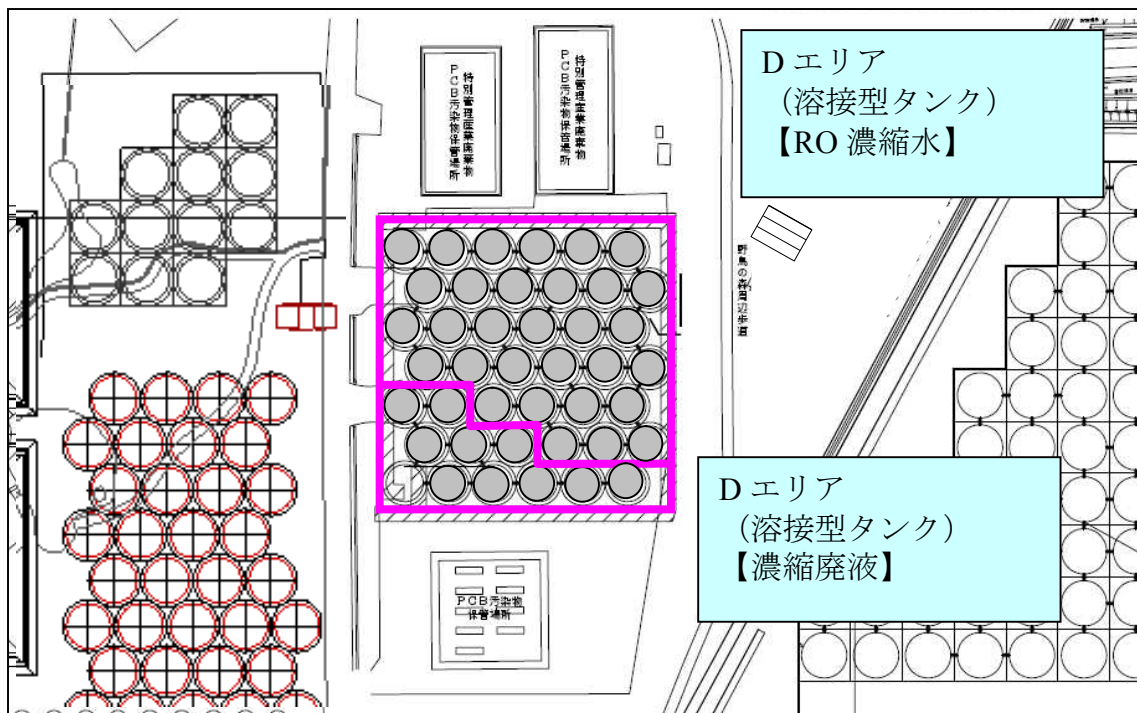 特別管理産業廃棄物
PCB汚染物保管場所
特別管理産業廃棄物
PCB汚染物保管場所
Dエリア
（溶接型タンク）
【RO 濃縮水】
野鳥の森周辺歩道
Dエリア
（溶接型タンク）
【濃縮廃液】
PCB汚染物
保管場所